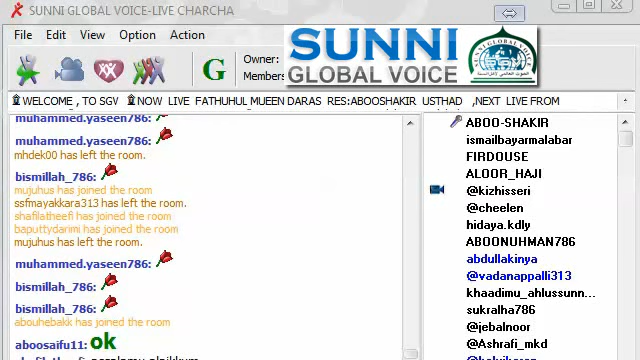 SUNNI GLOBAL VOICE-LIVE CHARCHA
File Edit View Option Action
G
Owner:
Members
SUNNI
GLOBAL VOICE
WELCOME , TO SGV NOW LIVE FATHUHUL MUEEN DARAS RES:ABOOSHAKIR USTHAD ,NEXT LIVE FROM
muhammed.yaseen786:
muhammed.yaseen786:
mhdek00 has left the room.
bismillah_786:
mujuhus has joined the room
ssfmayakkara313 has left the room.
shafilatheefi has joined the room
baputtydarimi has joined the room
mujuhus has left the room.
muhammed.yaseen786:
bismillah_786:
bismillah_786:
abouhebakk has joined the room
aboosaifu11: ok
ABOO-SHAKIR
ismailbayarmalabar
FIRDOUSE
ALOOR_HAJI
@kizhisseri
@cheelen
hidaya.kdly
ABOONUHMAN786
abdullakinya
@vadanappalli313
khaadimu_ahlussunn...
sukralha786
@jebalnoor
@Ashrafi_mkd